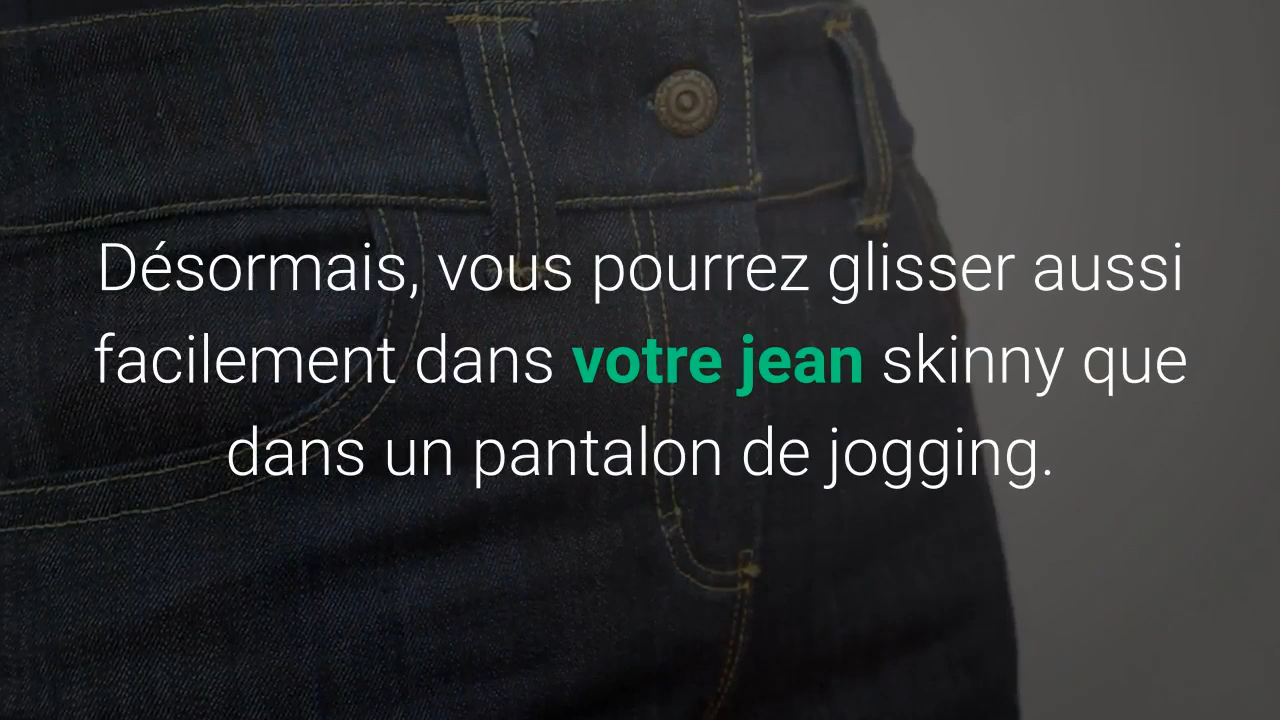 Désormais, vous pourrez glisser aussi
facilement dans votre jean skinny que
dans un pantalon de jogging.